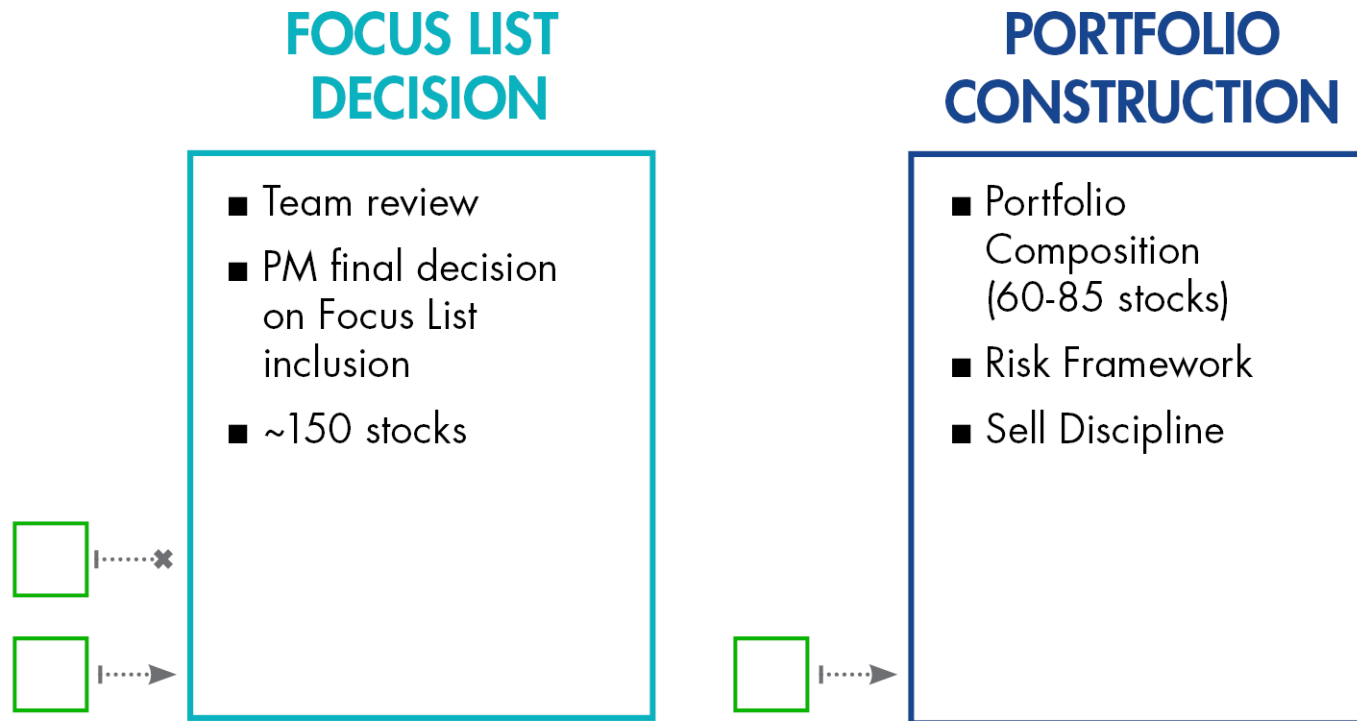 FOCUS LIST
DECISION
■ Team review
■ PM final decision
on Focus List
inclusion
■ ~150 stocks
PORTFOLIO
CONSTRUCTION
■ Portfolio
Composition
(60-85 stocks)
■ Risk Framework
■ Sell Discipline